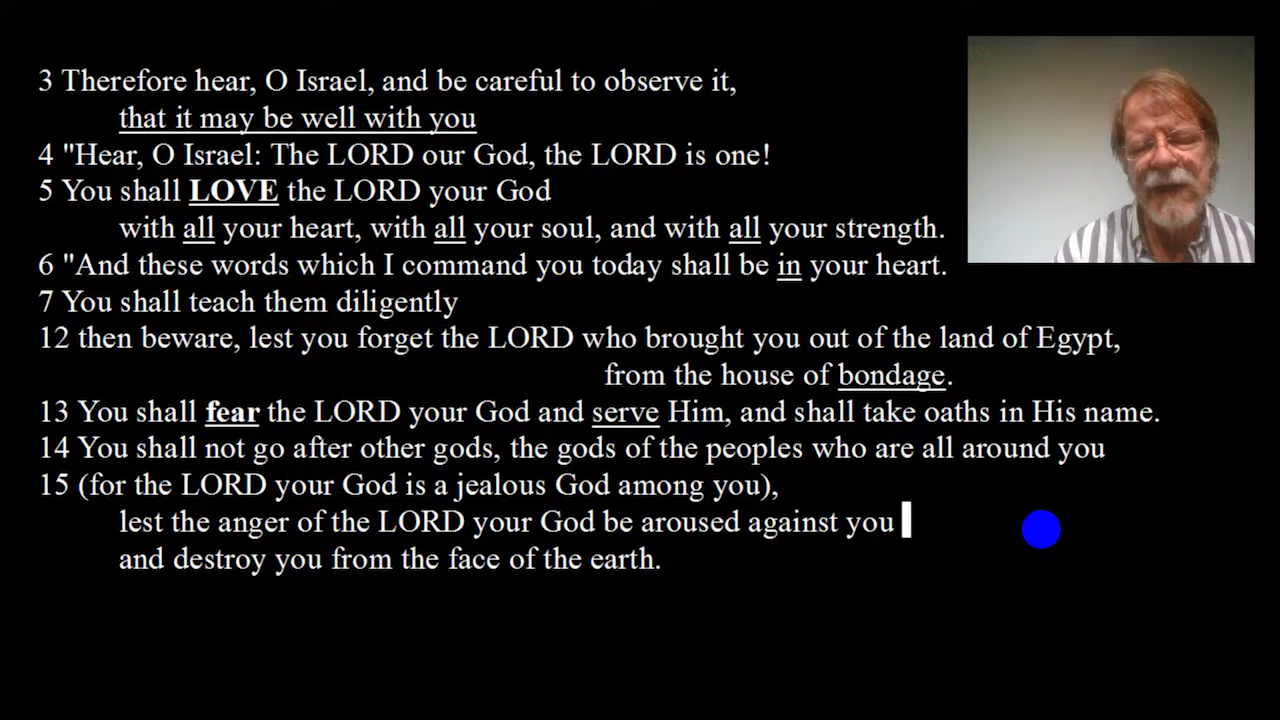 3 Therefore hear, O Israel, and be careful to observe it,
that it may be well with you
4 "Hear, O Israel: The LORD our God, the LORD is one!
5 You shall LOVE the LORD your God
with all your heart, with all your soul, and with all your strength.
6 "And these words which I command you today shall be in your heart.
7 You shall teach them diligently
12 then beware, lest you forget the LORD who brought you out of the land of Egypt,
from the house of bondage.
13 You shall fear the LORD your God and serve Him, and shall take oaths in His name.
14 You shall not go after other gods, the gods of the peoples who are all around you
15 (for the LORD your God is a jealous God among you),
lest the anger of the LORD your God be aroused against you
and destroy you from the face of the earth.